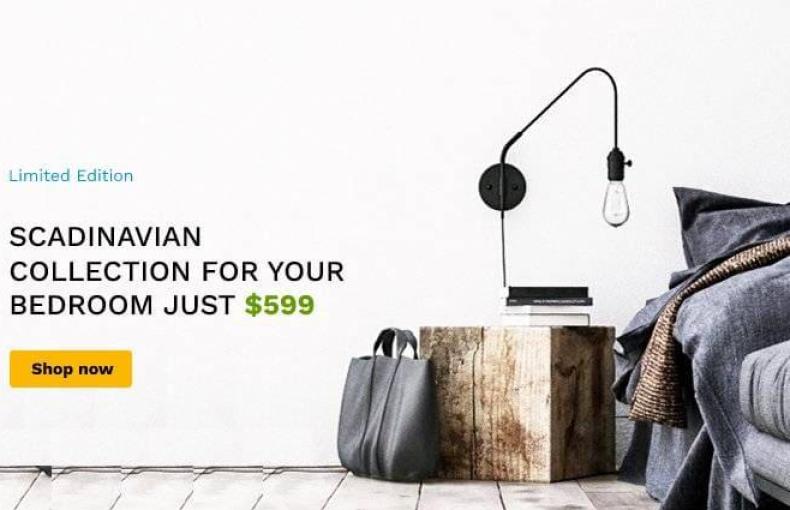 Limited Edition
SCADINAVIAN
COLLECTION FOR YOUR
BEDROOM JUST $599
Shop now